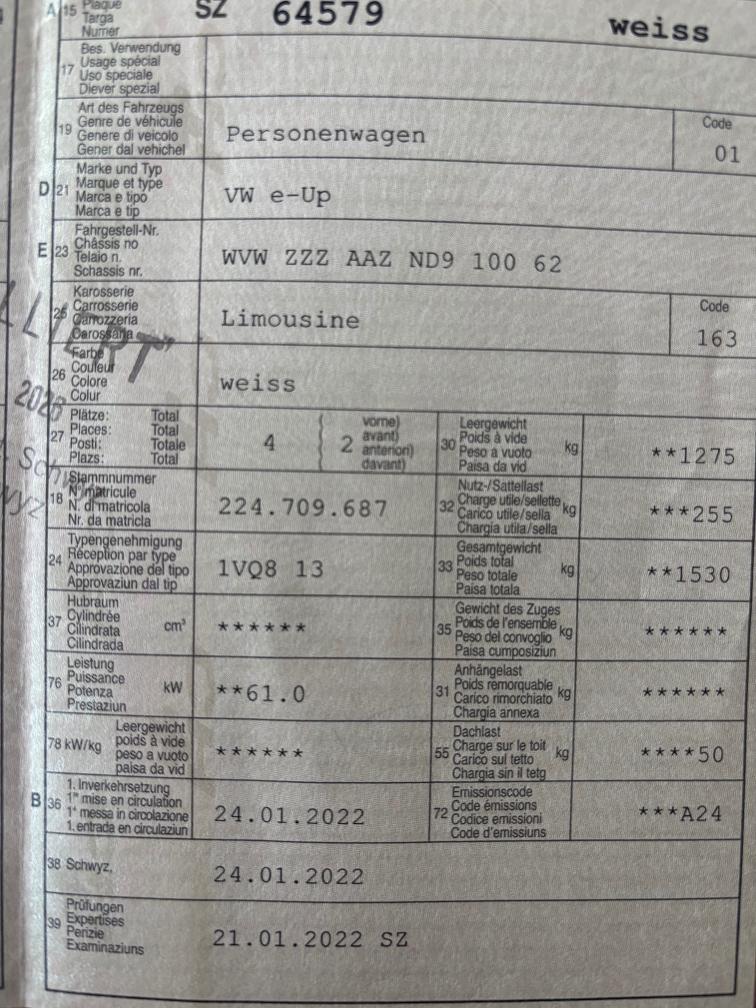 A 15 Plaque SZ 64579 weiss
Targa
Numer
17 Bes. Verwendung
Usage spécial
Uso speciale
Diever spezial
19 Art des Fahrzeugs
Genre de véhicule
Genere di veicolo
Gener dal vehichel
Personenwagen
Code
01
D 21 Marke und Typ
Marque et type
Marca e tipo
Marca e tip
VW e-Up
E 23 Fahrgestell-Nr.
Châssis no
Telaio n.
Schassis nr.
WVW ZZZ AAZ ND9 100 62
25 Karosserie
Carrosserie
Carrozzeria
Carossaria
Limousine
Code
163
26 Farbe
Couleur
Colore
Colur
weiss
27 Plätze: Total
Places: Total
Posti: Totale
Plazs: Total
4
2 vorne)
avant)
anteriori)
davant)
30 Leergewicht
Poids à vide
Peso a vuoto
Paisa da vid
kg
**1275
18 Stammnummer
N° matricule
N. di matricola
Nr. da matricla
224.709.687
32 Nutz-/Sattellast
Charge utile/sellette
Carico utile/sella
Chargia utila/sella
kg
***255
24 Typengenehmigung
Réception par type
Approvazione del tipo
Approvaziun dal tip
1VQ8 13
33 Gesamtgewicht
Poids total
Peso totale
Paisa totala
kg
**1530
37 Hubraum
Cylindrée
Cilindrata
Cilindrada
cm³
******
35 Gewicht des Zuges
Poids de l'ensemble
Peso del convoglio
Paisa cumposiziun
kg
******
76 Leistung
Puissance
Potenza
Prestaziun
kW
**61.0
31 Anhängelast
Poids remorquable
Carico rimorchiato
Chargia annexa
kg
******
78 kW/kg Leergewicht
poids à vide
peso a vuoto
paisa da vid
******
55 Dachlast
Charge sur le toit
Carico sul tetto
Chargia sin il tetg
kg
****50
B 36 1. Inverkehrsetzung
1re mise en circulation
1a messa in circolazione
1. entrada en circulaziun
24.01.2022
72 Emissionscode
Code émissions
Codice emissioni
Code d'emissiuns
***A24
38 Schwyz,
24.01.2022
39 Prüfungen
Expertises
Perizie
Examinaziuns
21.01.2022 SZ